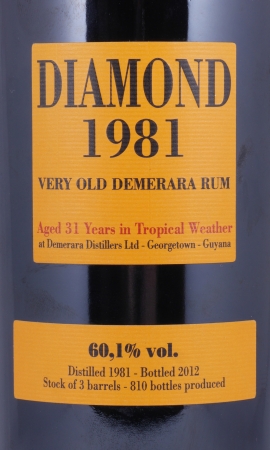 DIAMOND
1981
VERY OLD DEMERARA RUM
Aged 31 Years in Tropical Weather
at Demerara Distillers Ltd - Georgetown - Guyana
60,1% vol.
Distilled 1981 - Bottled 2012
Stock of 3 barrels - 810 bottles produced